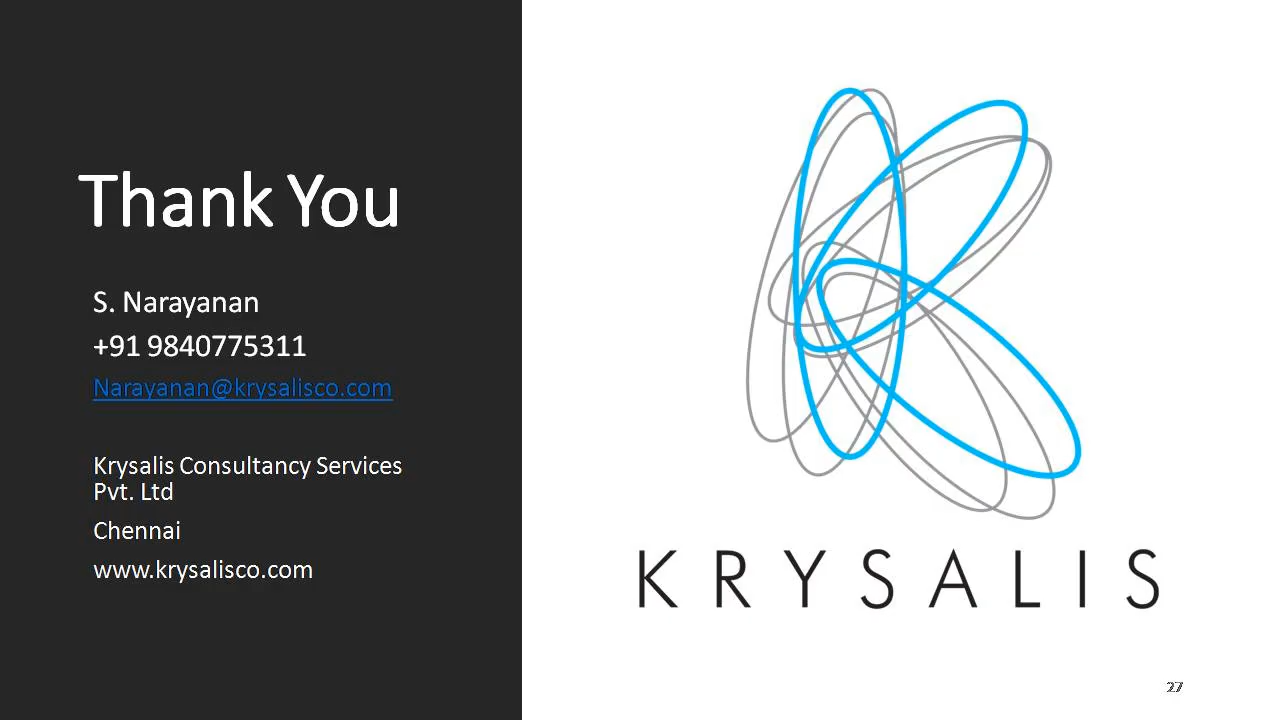 Thank You
S. Narayanan
+91 9840775311
Narayanan@krysalisco.com
Krysalis Consultancy Services
Pvt. Ltd
Chennai
www.krysalisco.com
KRYSALIS
27